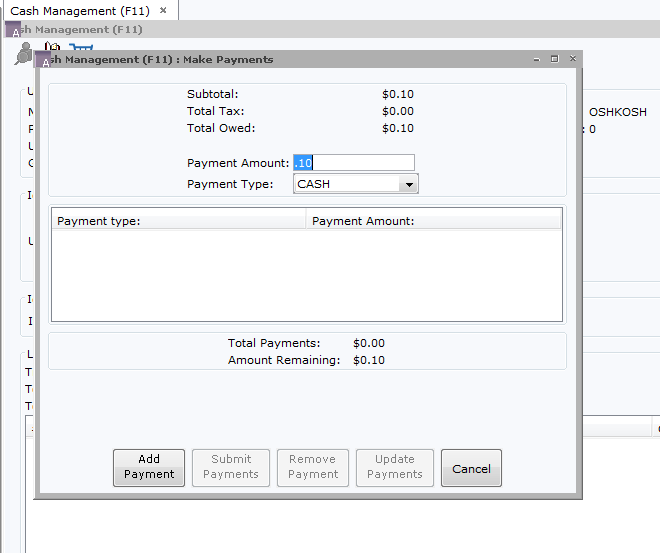 Cash Management (F11) ×
A sh Management (F11)
A sh Management (F11) : Make Payments
Subtotal: $0.10
Total Tax: $0.00
Total Owed: $0.10
OSHKOSH
: 0
Payment Amount: .10
Payment Type: CASH
Payment type: Payment Amount:
Total Payments: $0.00
Amount Remaining: $0.10
Add Payment
Submit Payments
Remove Payment
Update Payments
Cancel